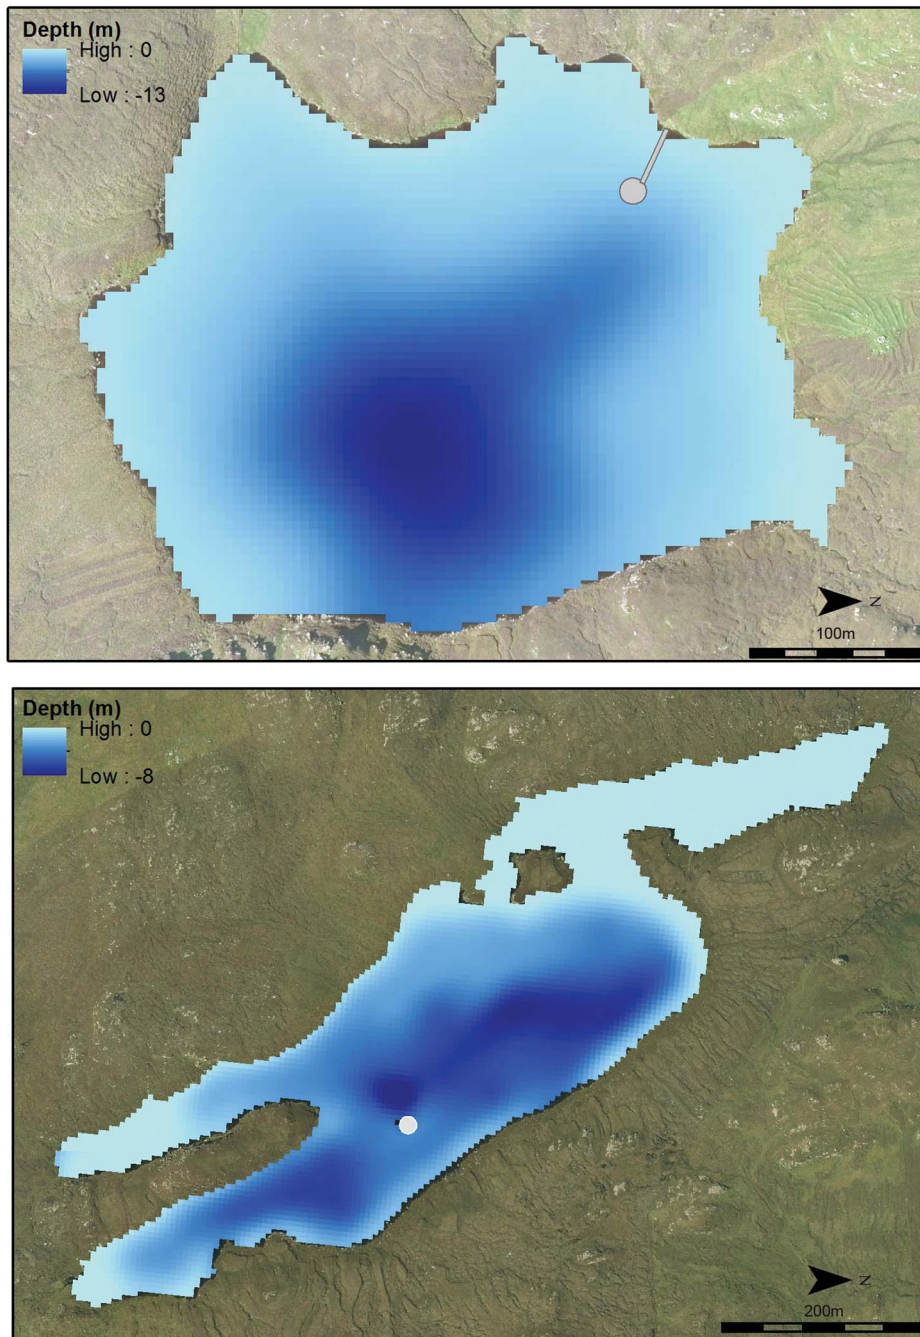 Depth (m)
High : 0
Low : -13
N
100m
Depth (m)
High : 0
Low : -8
N
200m